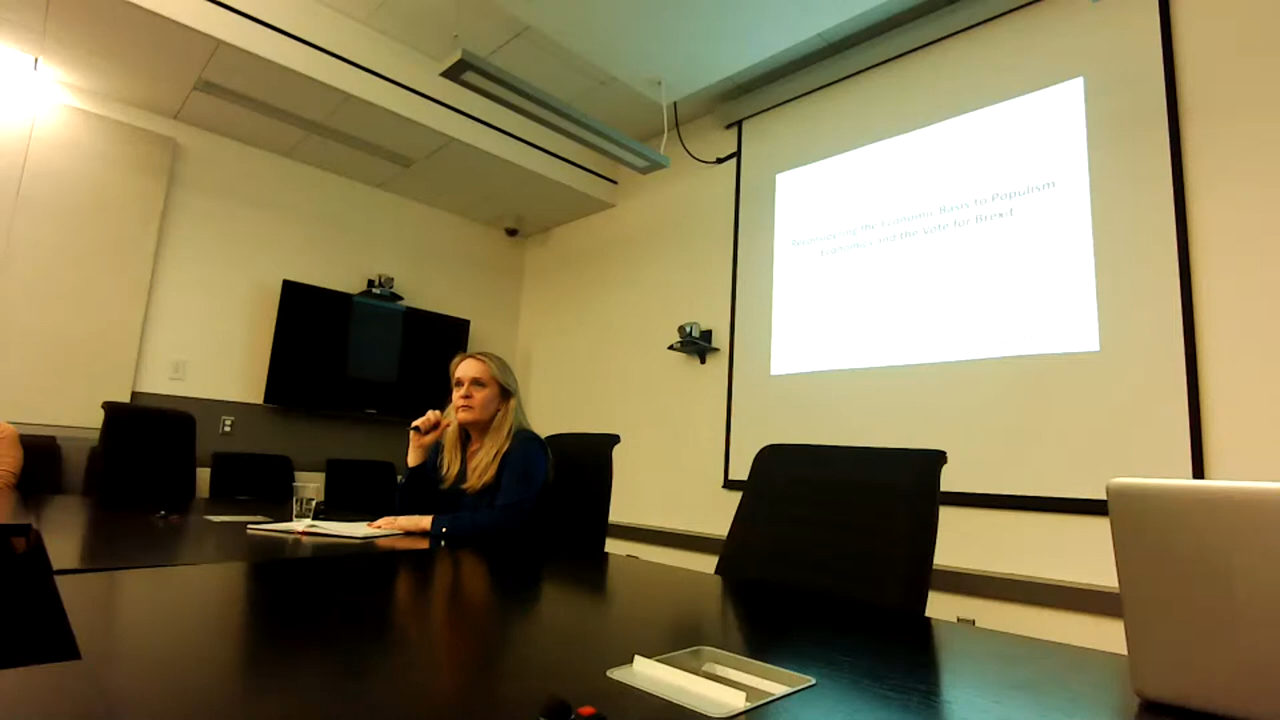 Reconsidering the Economic Basis to Populism
Economics and the Vote for Brexit